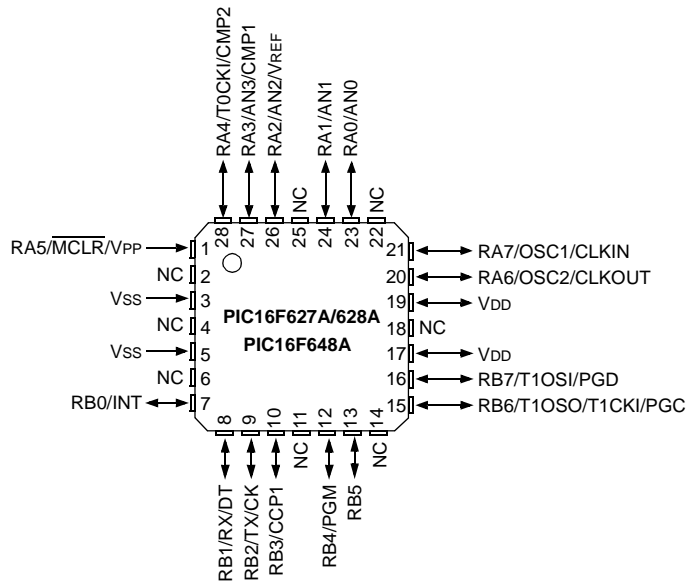 RA4/T0CKI/CMP2
RA3/AN3/CMP1
RA2/AN2/VREF
NC
RA1/AN1
RA0/AN0
NC
28
27
26
25
24
23
22
RA5/MCLR/VPP
1
NC
2
VSS
3
NC
4
VSS
5
NC
6
RB0/INT
7
PIC16F627A/628A
PIC16F648A
21
RA7/OSC1/CLKIN
20
RA6/OSC2/CLKOUT
19
VDD
18
NC
17
VDD
16
RB7/T1OSI/PGD
15
RB6/T1OSO/T1CKI/PGC
8
9
10
11
12
13
14
RB1/RX/DT
RB2/TX/CK
RB3/CCP1
NC
RB4/PGM
RB5
NC